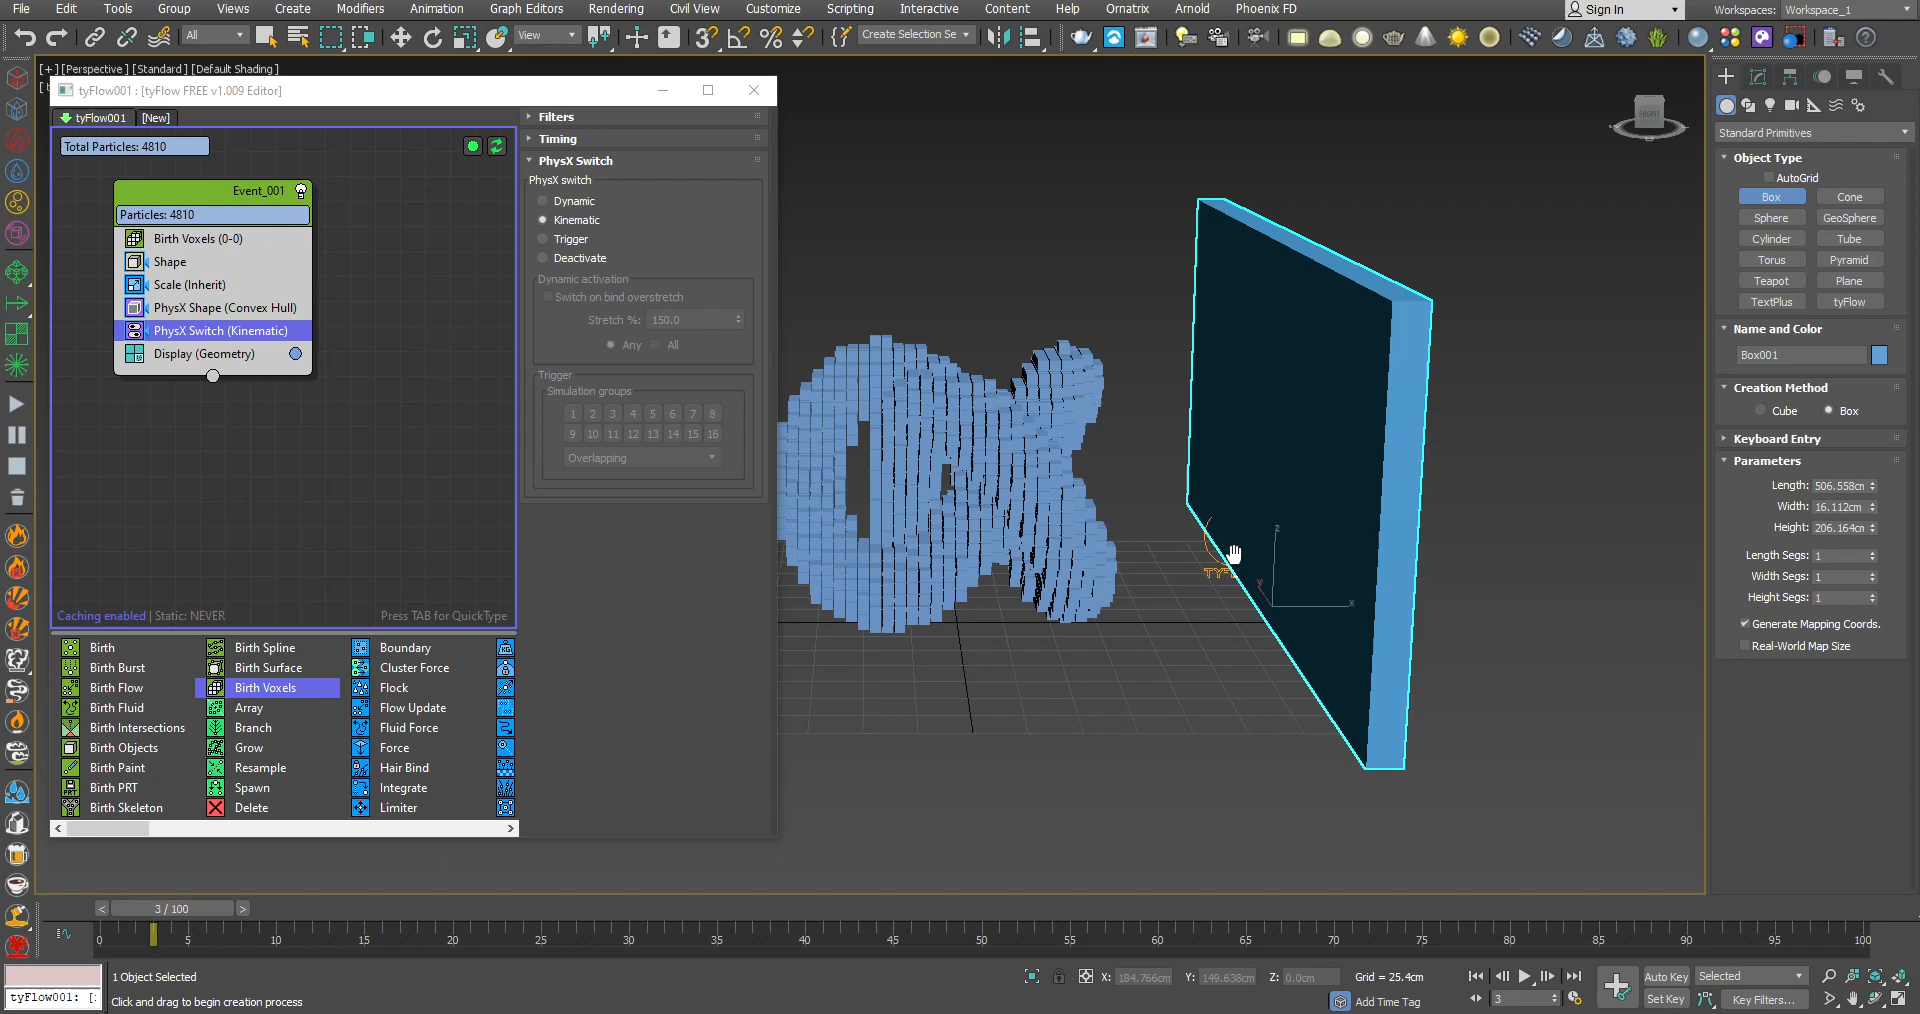 File Edit Tools Group Views Create Modifiers Animation Graph Editors Rendering Civil View Customize Scripting Interactive Content Help Ornatrix Arnold Phoenix FD Sign In Workspaces: Workspace_1
All View Create Selection Se
[+] [Perspective] [Standard] [Default Shading]
tyFlow001 : [tyFlow FREE v1.009 Editor]
tyFlow001 [New]
Total Particles: 4810
Event_001
Particles: 4810
Birth Voxels (0-0)
Shape
Scale (Inherit)
PhysX Shape (Convex Hull)
PhysX Switch (Kinematic)
Display (Geometry)
Caching enabled | Static: NEVER Press TAB for QuickType
Filters
Timing
PhysX Switch
PhysX switch
Dynamic
Kinematic
Trigger
Deactivate
Dynamic activation
Switch on bind overstretch
Stretch %: 150.0
Any All
Trigger
Simulation groups
1 2 3 4 5 6 7 8
9 10 11 12 13 14 15 16
Overlapping
Birth Birth Spline Boundary
Birth Burst Birth Surface Cluster Force
Birth Flow Birth Voxels Flock
Birth Fluid Array Flow Update
Birth Intersections Branch Fluid Force
Birth Objects Grow Force
Birth Paint Resample Hair Bind
Birth PRT Spawn Integrate
Birth Skeleton Delete Limiter
FRONT
z
y
x
Standard Primitives
Object Type
AutoGrid
Box Cone
Sphere GeoSphere
Cylinder Tube
Torus Pyramid
Teapot Plane
TextPlus tyFlow
Name and Color
Box001
Creation Method
Cube Box
Keyboard Entry
Parameters
Length: 506.558cm
Width: 16.112cm
Height: 206.164cm
Length Segs: 1
Width Segs: 1
Height Segs: 1
Generate Mapping Coords.
Real-World Map Size
< 3 / 100 >
0 5 10 15 20 25 30 35 40 45 50 55 60 65 70 75 80 85 90 95 100
1 Object Selected X: 184.766cm Y: 149.638cm Z: 0.0cm Grid = 25.4cm Auto Key Selected
tyFlow001: [ Click and drag to begin creation process Add Time Tag 3 Set Key Key Filters...